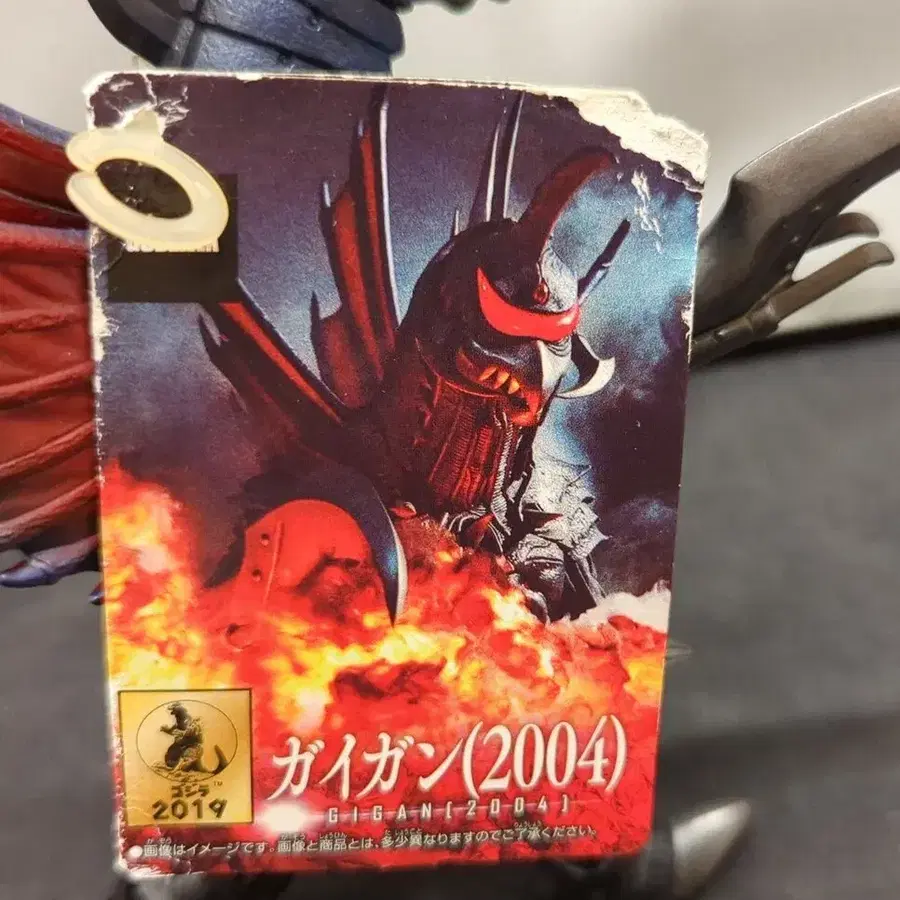 ゴジラ™
2019
ガイガン(2004)
GIGAN(2004)
●画像はイメージです。画像と商品とは、多少異なりますのでご了承ください。